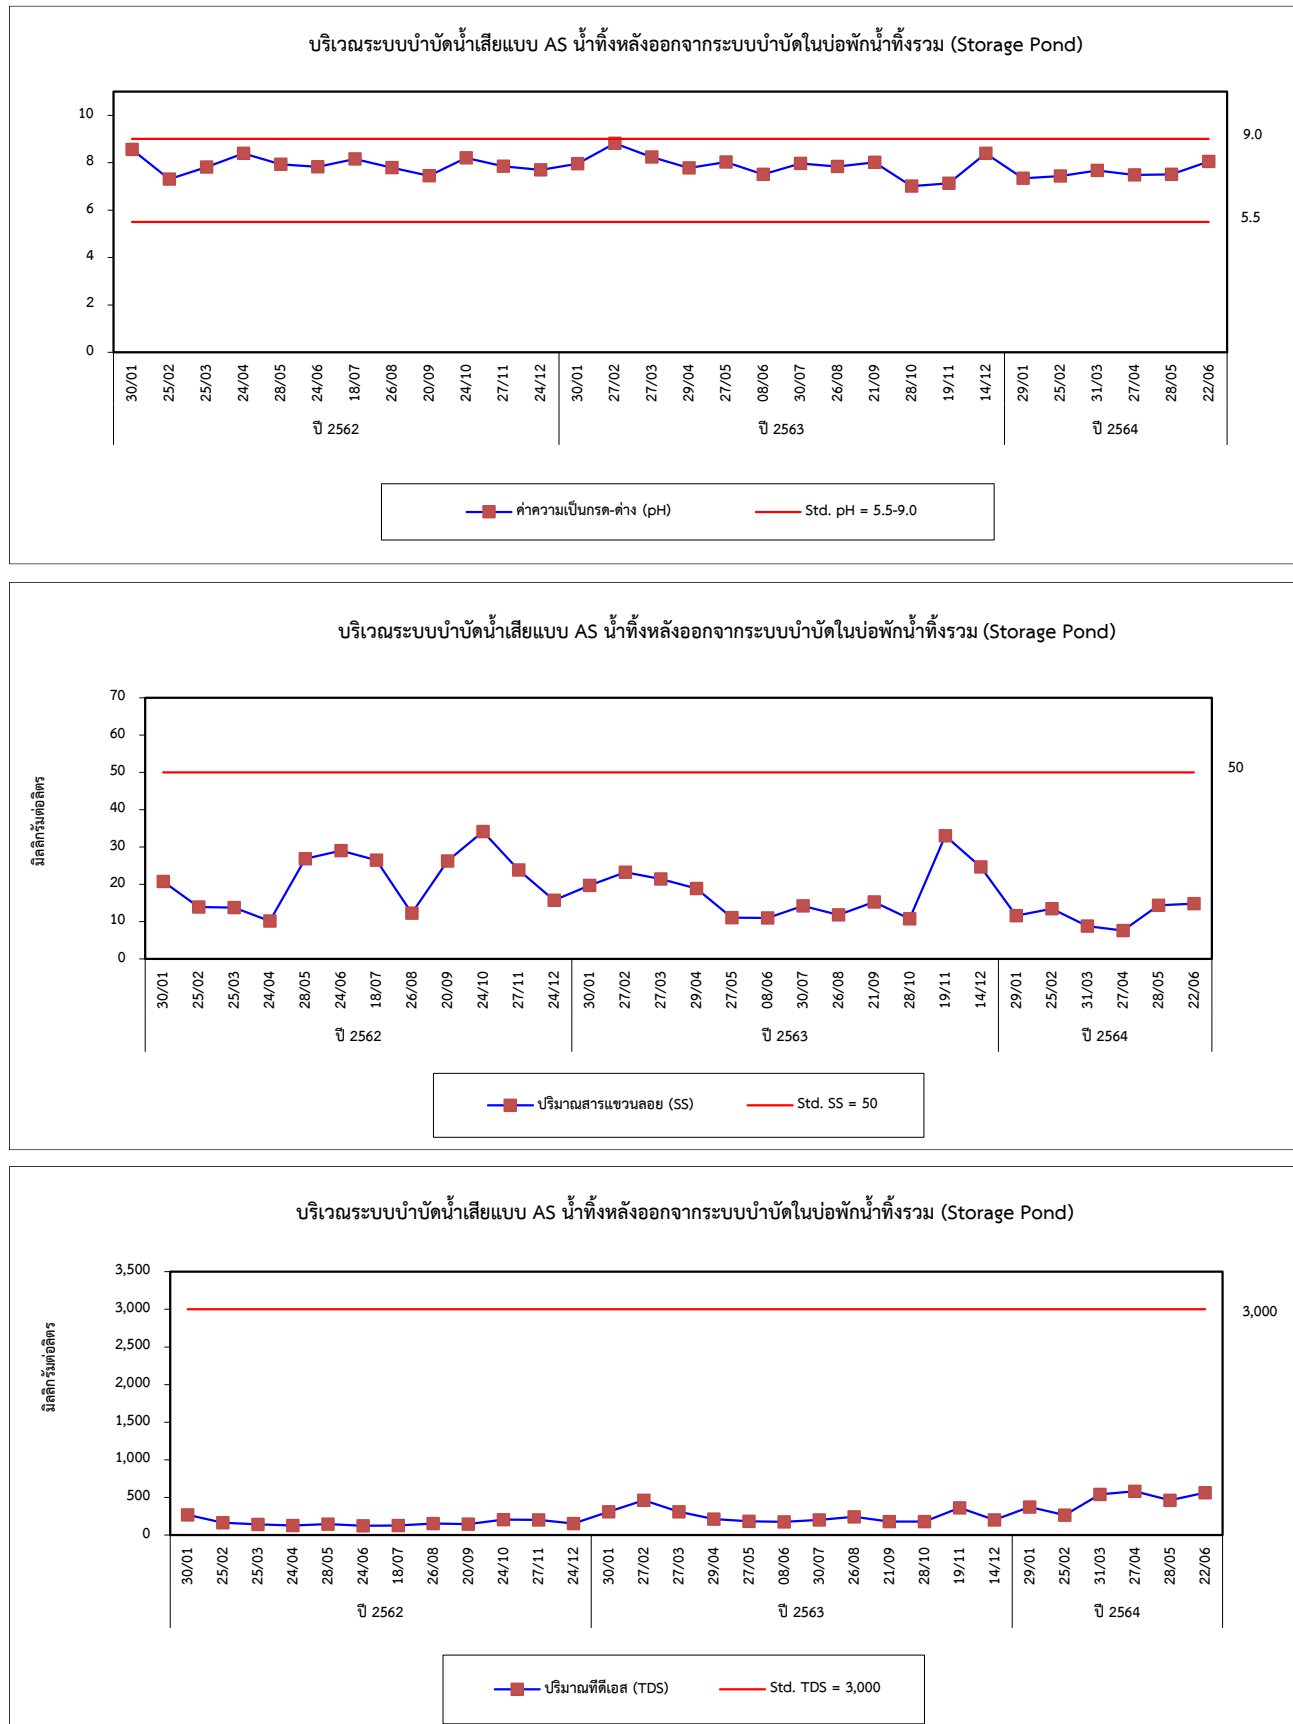 บริเวณระบบบำบัดน้ำเสียแบบ AS น้ำทิ้งหลังออกจากระบบบำบัดในบ่อพักน้ำทิ้งรวม (Storage Pond)
10
8
6
4
2
0
9.0
5.5
30/01 25/02 25/03 24/04 28/05 24/06 18/07 26/08 20/09 24/10 27/11 24/12 30/01 27/02 27/03 29/04 27/05 08/06 30/07 26/08 21/09 28/10 19/11 14/12 29/01 25/02 31/03 27/04 28/05 22/06
ปี 2562 ปี 2563 ปี 2564
ค่าความเป็นกรด-ด่าง (pH) Std. pH = 5.5-9.0
บริเวณระบบบำบัดน้ำเสียแบบ AS น้ำทิ้งหลังออกจากระบบบำบัดในบ่อพักน้ำทิ้งรวม (Storage Pond)
มิลลิกรัมต่อลิตร
70
60
50
40
30
20
10
0
50
30/01 25/02 25/03 24/04 28/05 24/06 18/07 26/08 20/09 24/10 27/11 24/12 30/01 27/02 27/03 29/04 27/05 08/06 30/07 26/08 21/09 28/10 19/11 14/12 29/01 25/02 31/03 27/04 28/05 22/06
ปี 2562 ปี 2563 ปี 2564
ปริมาณสารแขวนลอย (SS) Std. SS = 50
บริเวณระบบบำบัดน้ำเสียแบบ AS น้ำทิ้งหลังออกจากระบบบำบัดในบ่อพักน้ำทิ้งรวม (Storage Pond)
มิลลิกรัมต่อลิตร
3,500
3,000
2,500
2,000
1,500
1,000
500
0
3,000
30/01 25/02 25/03 24/04 28/05 24/06 18/07 26/08 20/09 24/10 27/11 24/12 30/01 27/02 27/03 29/04 27/05 08/06 30/07 26/08 21/09 28/10 19/11 14/12 29/01 25/02 31/03 27/04 28/05 22/06
ปี 2562 ปี 2563 ปี 2564
ปริมาณทีดีเอส (TDS) Std. TDS = 3,000